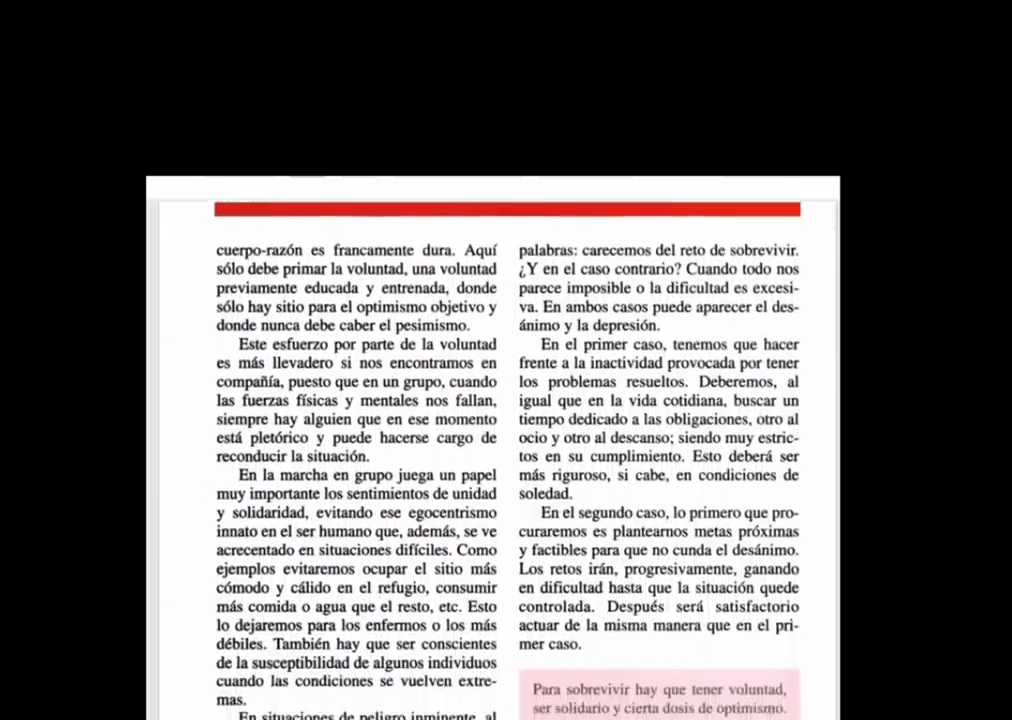 cuerpo-razón es francamente dura. Aquí
sólo debe primar la voluntad, una voluntad
previamente educada y entrenada, donde
sólo hay sitio para el optimismo objetivo y
donde nunca debe caber el pesimismo.
Este esfuerzo por parte de la voluntad
es más llevadero si nos encontramos en
compañía, puesto que en un grupo, cuando
las fuerzas físicas y mentales nos fallan,
siempre hay alguien que en ese momento
está pletórico y puede hacerse cargo de
reconducir la situación.
En la marcha en grupo juega un papel
muy importante los sentimientos de unidad
y solidaridad, evitando ese egocentrismo
innato en el ser humano que, además, se ve
acrecentado en situaciones difíciles. Como
ejemplos evitaremos ocupar el sitio más
cómodo y cálido en el refugio, consumir
más comida o agua que el resto, etc. Esto
lo dejaremos para los enfermos o los más
débiles. También hay que ser conscientes
de la susceptibilidad de algunos individuos
cuando las condiciones se vuelven extre-
mas.
En situaciones de peligro inminente, al
palabras: carecemos del reto de sobrevivir.
¿Y en el caso contrario? Cuando todo nos
parece imposible o la dificultad es excesi-
va. En ambos casos puede aparecer el des-
ánimo y la depresión.
En el primer caso, tenemos que hacer
frente a la inactividad provocada por tener
los problemas resueltos. Deberemos, al
igual que en la vida cotidiana, buscar un
tiempo dedicado a las obligaciones, otro al
ocio y otro al descanso; siendo muy estric-
tos en su cumplimiento. Esto deberá ser
más riguroso, si cabe, en condiciones de
soledad.
En el segundo caso, lo primero que pro-
curaremos es plantearnos metas próximas
y factibles para que no cunda el desánimo.
Los retos irán, progresivamente, ganando
en dificultad hasta que la situación quede
controlada. Después será satisfactorio
actuar de la misma manera que en el pri-
mer caso.
Para sobrevivir hay que tener voluntad,
ser solidario y cierta dosis de optimismo.